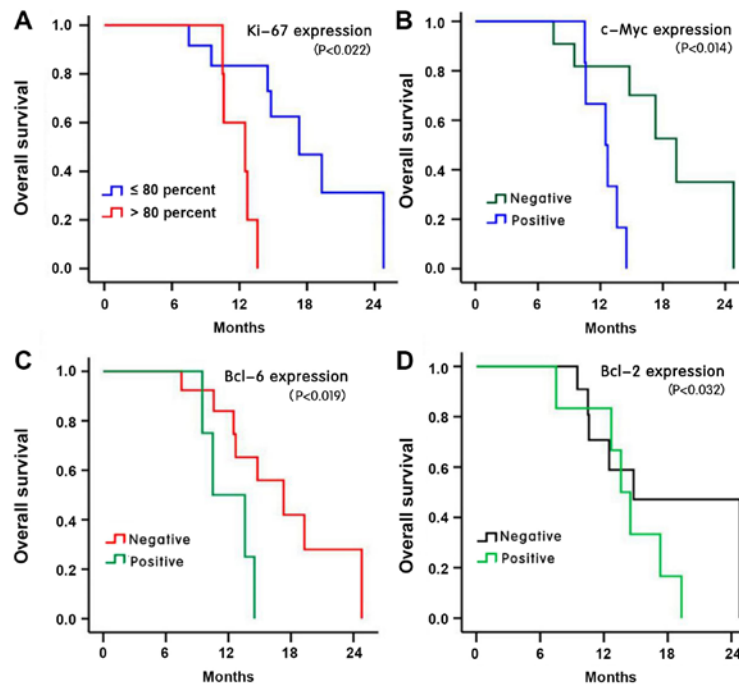 A
Ki-67 expression
(P<0.022)
1.0
0.8
0.6
0.4
0.2
0.0
Overall survival
≤ 80 percent
> 80 percent
0
6
12
18
24
Months
B
c-Myc expression
(P<0.014)
1.0
0.8
0.6
0.4
0.2
0.0
Overall survival
Negative
Positive
0
6
12
18
24
Months
C
Bcl-6 expression
(P<0.019)
1.0
0.8
0.6
0.4
0.2
0.0
Overall survival
Negative
Positive
0
6
12
18
24
Months
D
Bcl-2 expression
(P<0.032)
1.0
0.8
0.6
0.4
0.2
0.0
Overall survival
Negative
Positive
0
6
12
18
24
Months